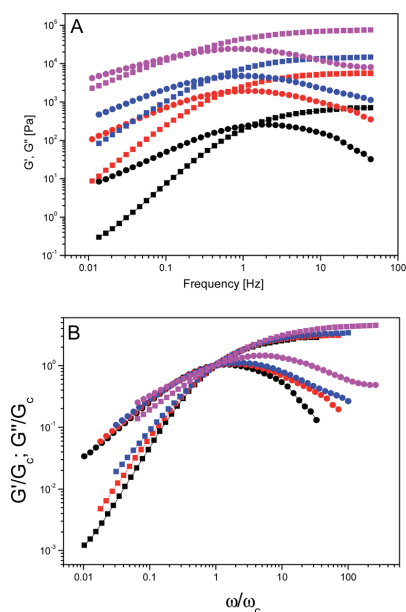 A
10^5
10^4
10^3
10^2
10^1
10^0
10^-1
G', G'' [Pa]
0.01 0.1 1 10 100
Frequency [Hz]
B
10^0
10^-1
10^-2
10^-3
G'/G_c; G''/G_c
0.01 0.1 1 10 100
ω/ω_c